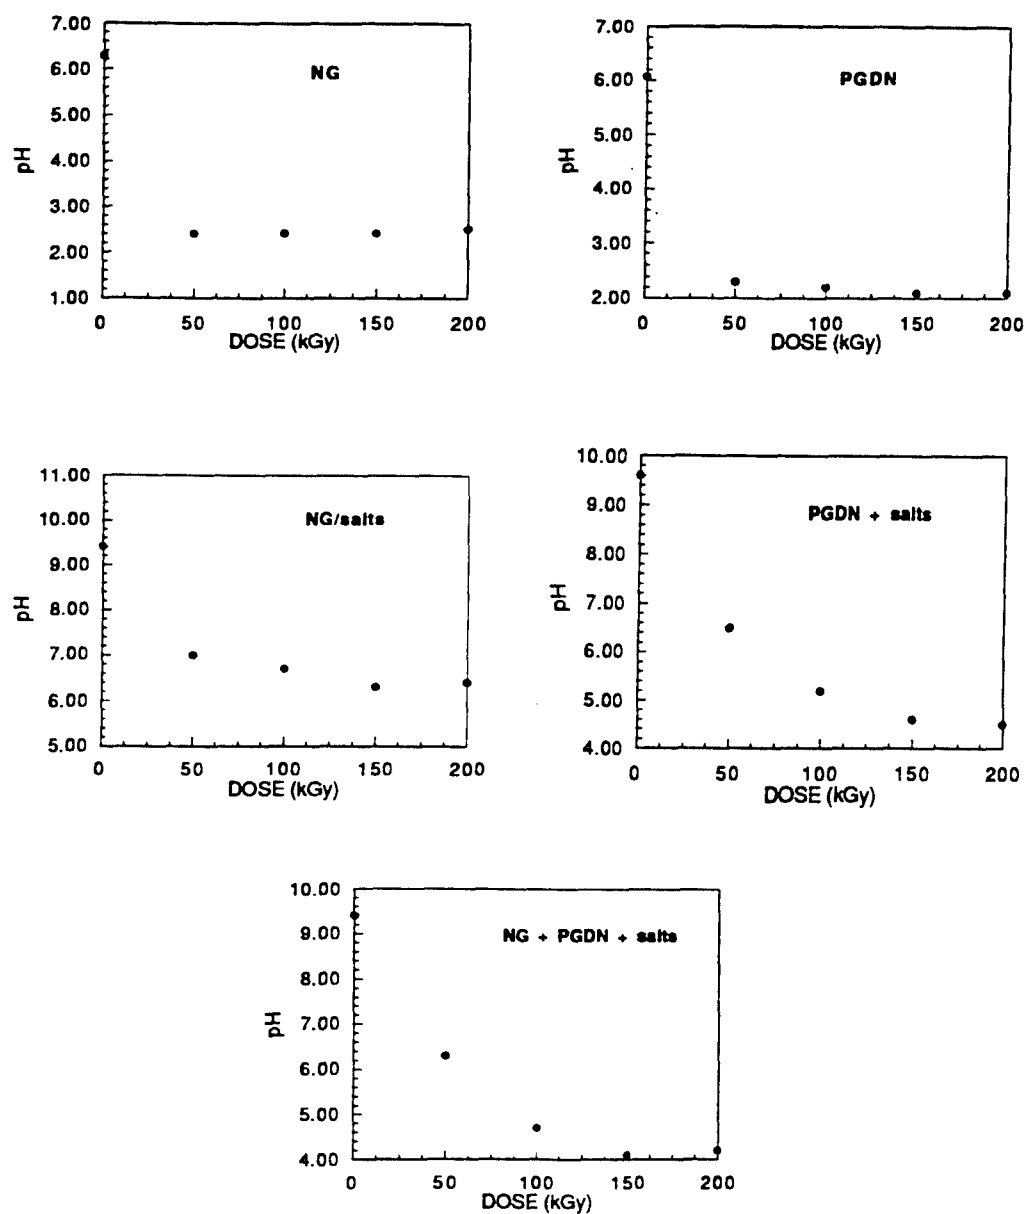 7.00
6.00
5.00
4.00
3.00
2.00
1.00
pH
NG
0 50 100 150 200
DOSE (kGy)
7.00
6.00
5.00
4.00
3.00
2.00
pH
PGDN
0 50 100 150 200
DOSE (kGy)
11.00
10.00
9.00
8.00
7.00
6.00
5.00
pH
NG/salts
0 50 100 150 200
DOSE (kGy)
10.00
9.00
8.00
7.00
6.00
5.00
4.00
pH
PGDN + salts
0 50 100 150 200
DOSE (kGy)
10.00
9.00
8.00
7.00
6.00
5.00
4.00
pH
NG + PGDN + salts
0 50 100 150 200
DOSE (kGy)